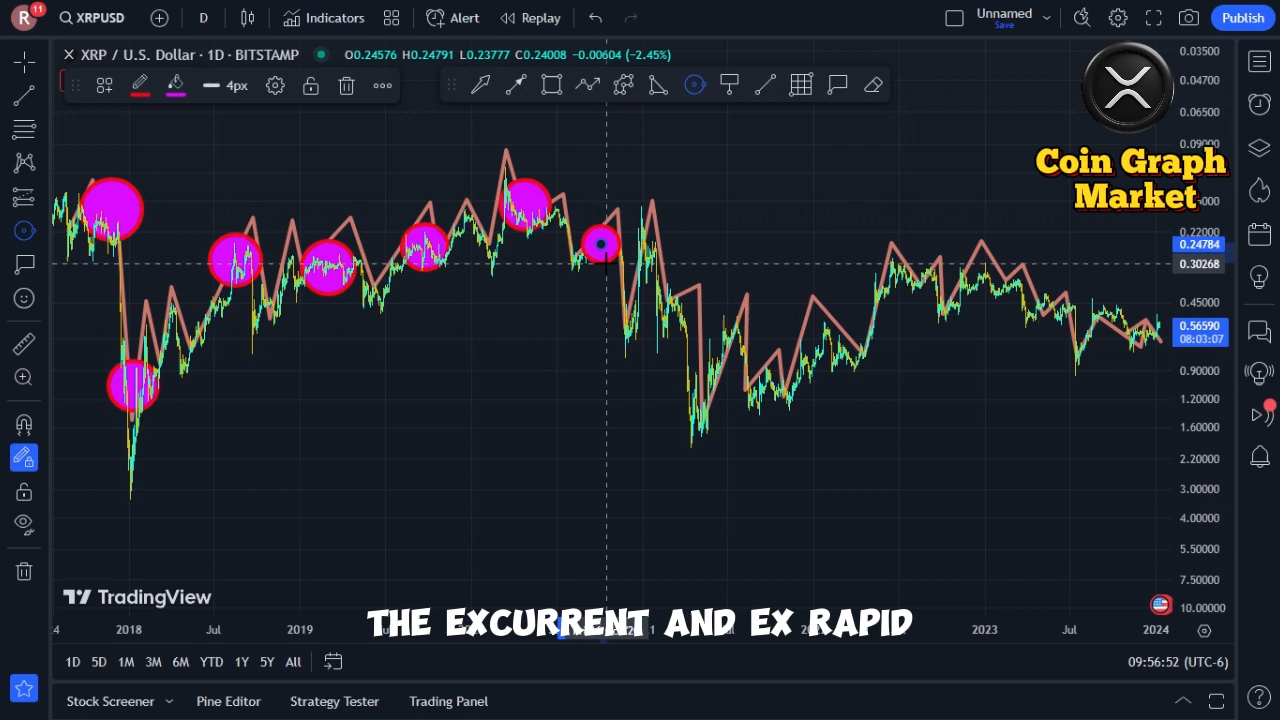 R 11 XRPUSD D Indicators Alert Replay Unnamed Save Publish
XRP / U.S. Dollar · 1D · BITSTAMP O0.24576 H0.24791 L0.23777 C0.24008 −0.00604 (−2.45%)
4px
0.03500
0.04700
0.06500
0.09000
Coin Graph
Market
0.22000
0.24784
0.30268
0.45000
0.56590
08:03:07
0.90000
1.20000
1.60000
2.20000
3.00000
4.00000
5.50000
7.50000
10.00000
TradingView
THE EXCURRENT AND EX RAPID
2018 Jul 2019 2023 Jul 2024
1D 5D 1M 3M 6M YTD 1Y 5Y All 09:56:52 (UTC-6)
Stock Screener Pine Editor Strategy Tester Trading Panel